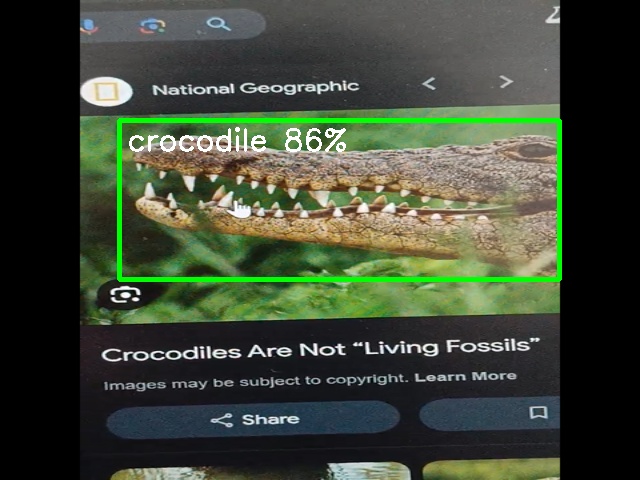 National Geographic
crocodile 86%
Crocodiles Are Not “Living Fossils”
Images may be subject to copyright. Learn More
Share